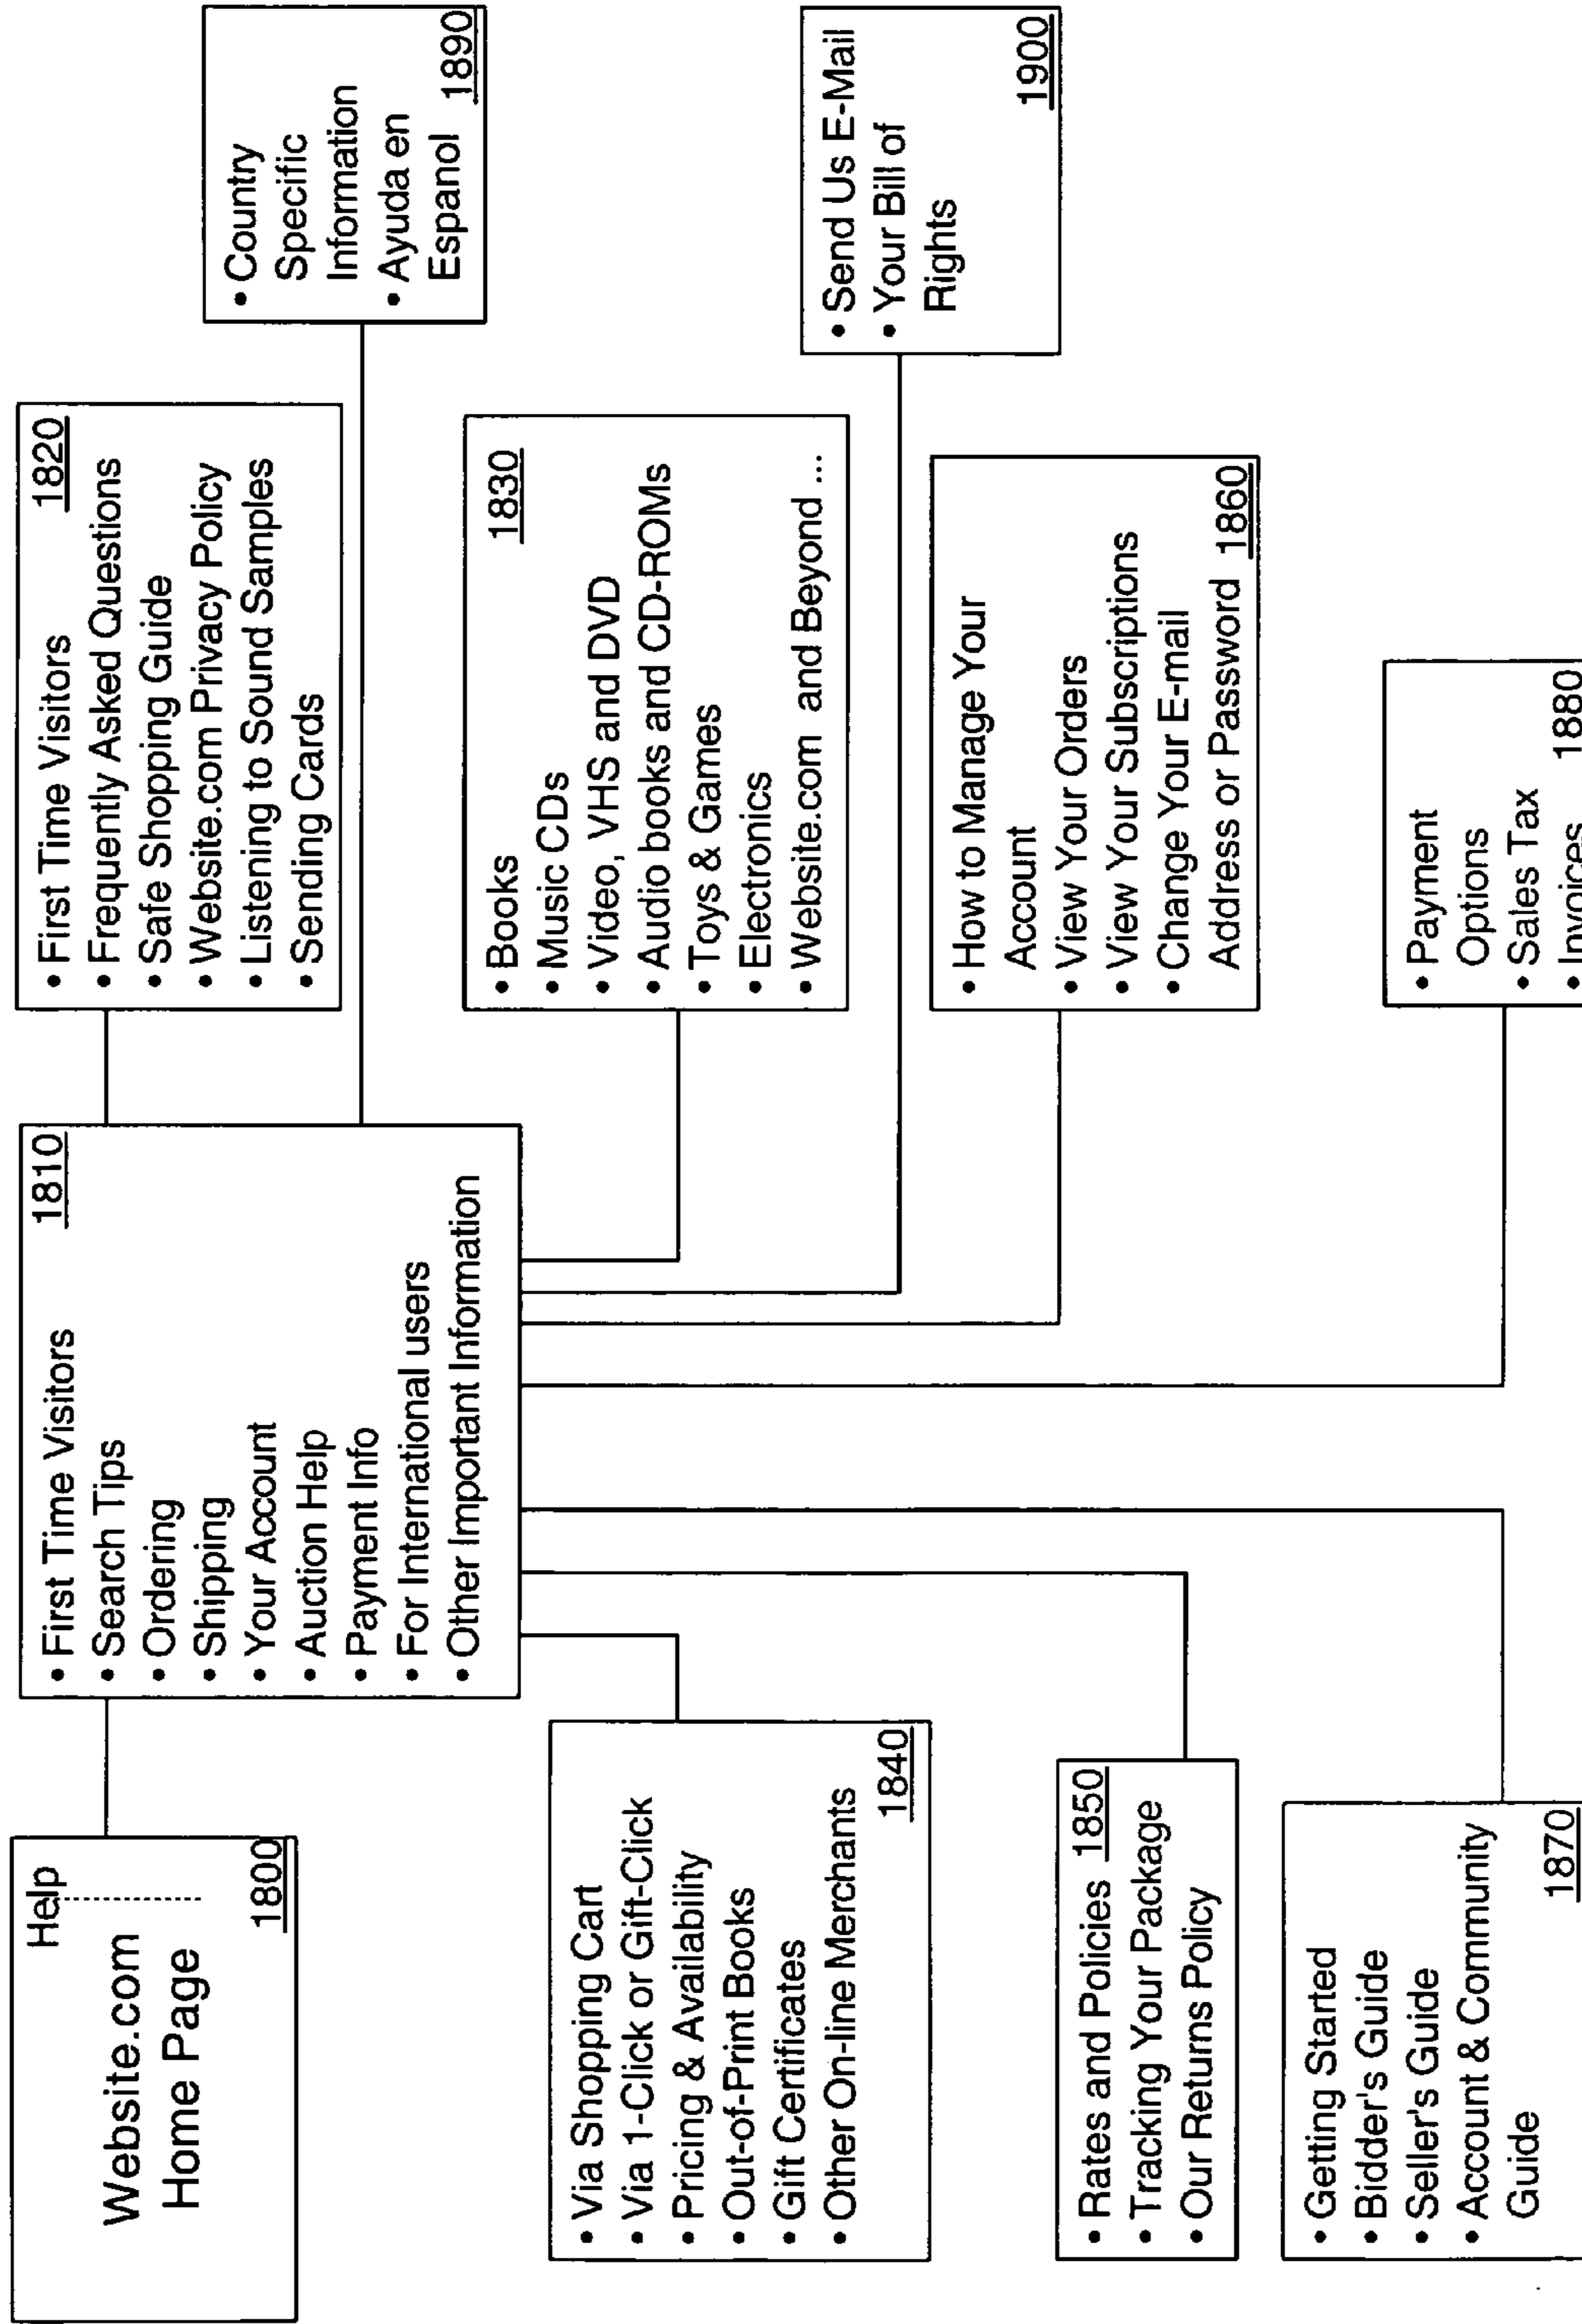 Help
Website.com
Home Page
1800
1810
• First Time Visitors
• Search Tips
• Ordering
• Shipping
• Your Account
• Auction Help
• Payment Info
• For International users
• Other Important Information
• First Time Visitors 1820
• Frequently Asked Questions
• Safe Shopping Guide
• Website.com Privacy Policy
• Listening to Sound Samples
• Sending Cards
• Country
Specific
Information
• Ayuda en
Espanol 1890
• Via Shopping Cart
• Via 1-Click or Gift-Click
• Pricing & Availability
• Out-of-Print Books
• Gift Certificates
• Other On-line Merchants
1840
• Books 1830
• Music CDs
• Video, VHS and DVD
• Audio books and CD-ROMs
• Toys & Games
• Electronics
• Website.com and Beyond ...
• Send Us E-Mail
• Your Bill of
Rights
1900
• Rates and Policies 1850
• Tracking Your Package
• Our Returns Policy
• How to Manage Your
Account
• View Your Orders
• View Your Subscriptions
• Change Your E-mail
Address or Password 1860
• Getting Started
• Bidder's Guide
• Seller's Guide
• Account & Community
Guide
1870
• Payment
Options
• Sales Tax
• Invoices 1880